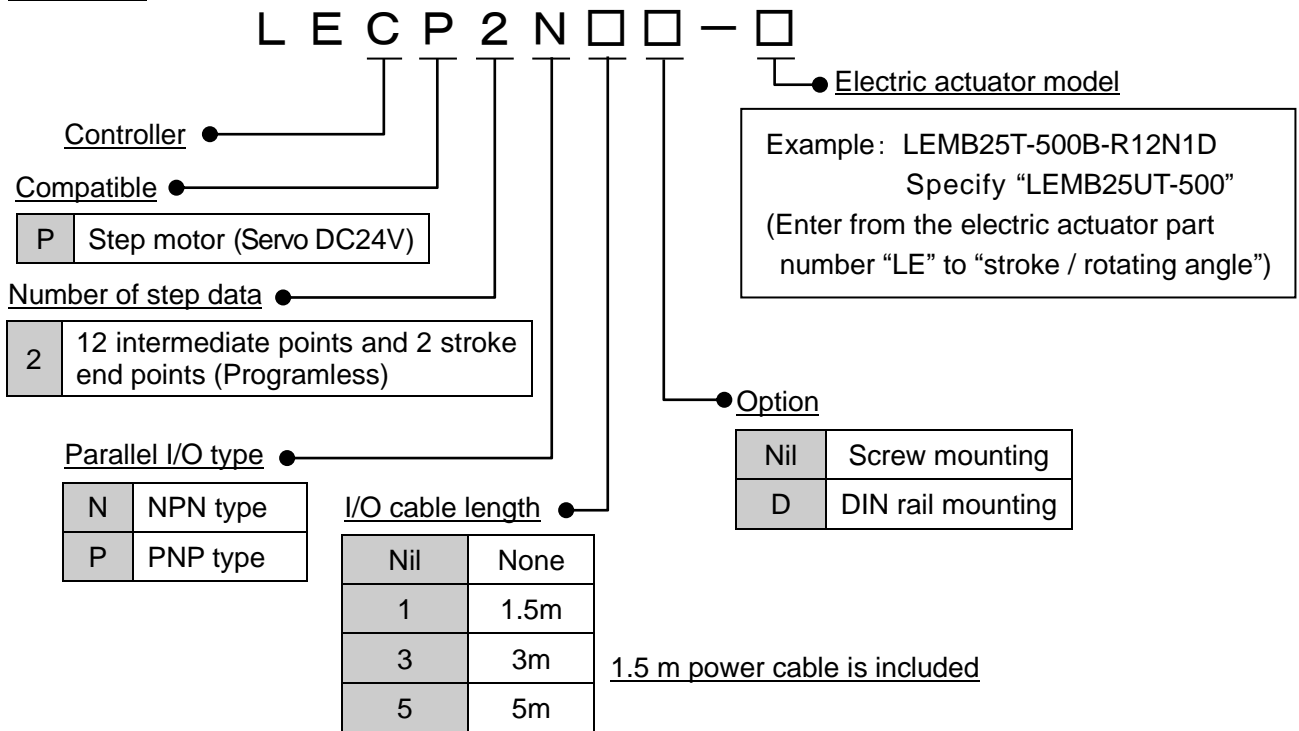 LECP2N□□-□
Electric actuator model
Example: LEMB25T-500B-R12N1D
Specify “LEMB25UT-500”
(Enter from the electric actuator part
number “LE” to “stroke / rotating angle”)
Controller
Compatible
P Step motor (Servo DC24V)
Number of step data
2 12 intermediate points and 2 stroke
end points (Programless)
Option
Nil Screw mounting
D DIN rail mounting
Parallel I/O type
N NPN type
P PNP type
I/O cable length
Nil None
1 1.5m
3 3m
5 5m
1.5 m power cable is included